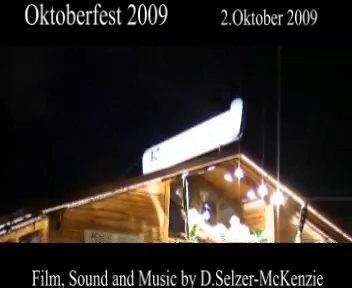 Oktoberfest 2009
2.Oktober 2009
Film, Sound and Music by D.Selzer-McKenzie